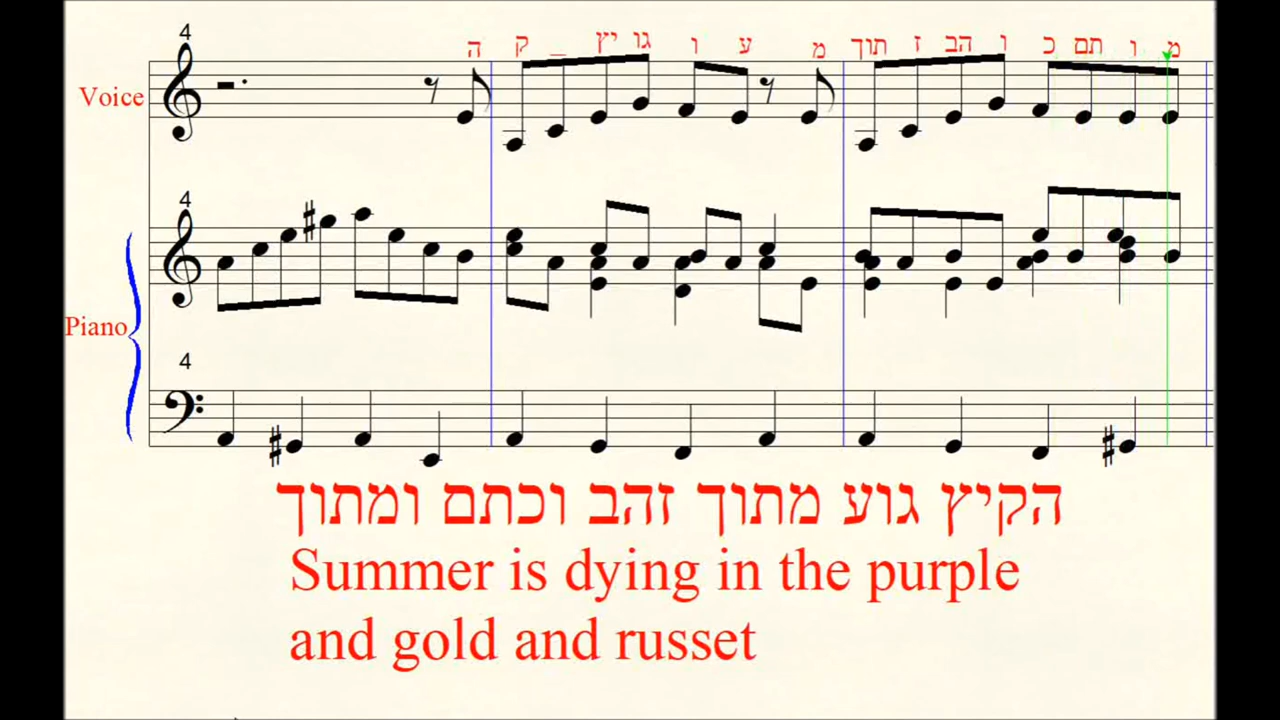 4
ה ק _ יץ גו ו ע מ תוך ז הב ו כ תם ו מ
Voice
4
Piano
4
הקיץ גוע מתוך זהב וכתם ומתוך
Summer is dying in the purple
and gold and russet